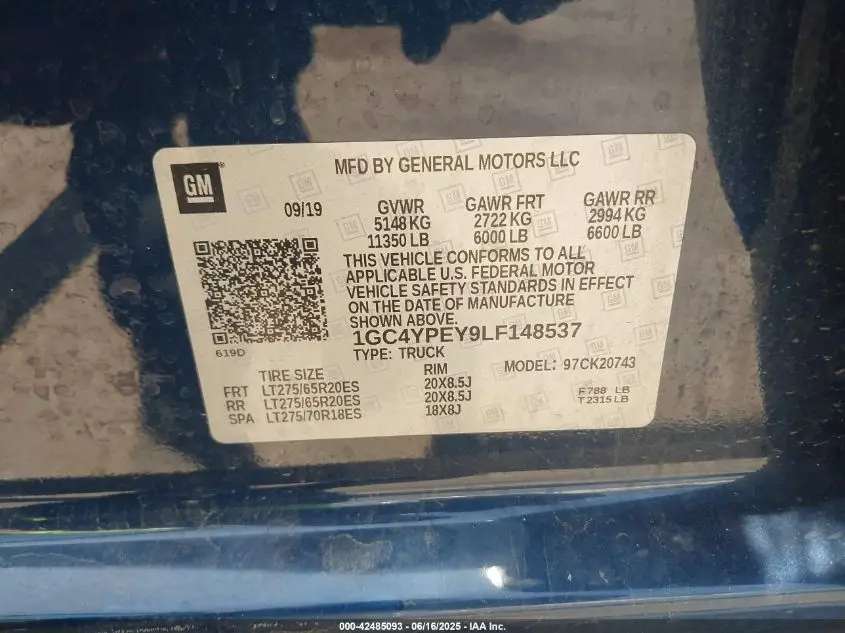 MFD BY GENERAL MOTORS LLC
GM
09/19
GVWR GAWR FRT GAWR RR
5148 KG 2722 KG 2994 KG
11350 LB 6000 LB 6600 LB
THIS VEHICLE CONFORMS TO ALL
APPLICABLE U.S. FEDERAL MOTOR
VEHICLE SAFETY STANDARDS IN EFFECT
ON THE DATE OF MANUFACTURE
SHOWN ABOVE.
1GC4YPEY9LF148537
619D
TYPE: TRUCK MODEL: 97CK20743
TIRE SIZE RIM
FRT LT275/65R20ES 20X8.5J F788 LB
RR LT275/65R20ES 20X8.5J T2315LB
SPA LT275/70R18ES 18X8J
000-42485093 - 06/16/2025 - IAA Inc.